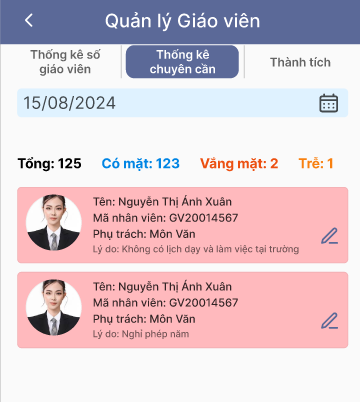 Quản lý Giáo viên
Thống kê số
giáo viên
Thống kê
chuyên cần
Thành tích
15/08/2024
Tổng: 125 Có mặt: 123 Vắng mặt: 2 Trễ: 1
Tên: Nguyễn Thị Ánh Xuân
Mã nhân viên: GV20014567
Phụ trách: Môn Văn
Lý do: Không có lịch dạy và làm việc tại trường
Tên: Nguyễn Thị Ánh Xuân
Mã nhân viên: GV20014567
Phụ trách: Môn Văn
Lý do: Nghỉ phép năm